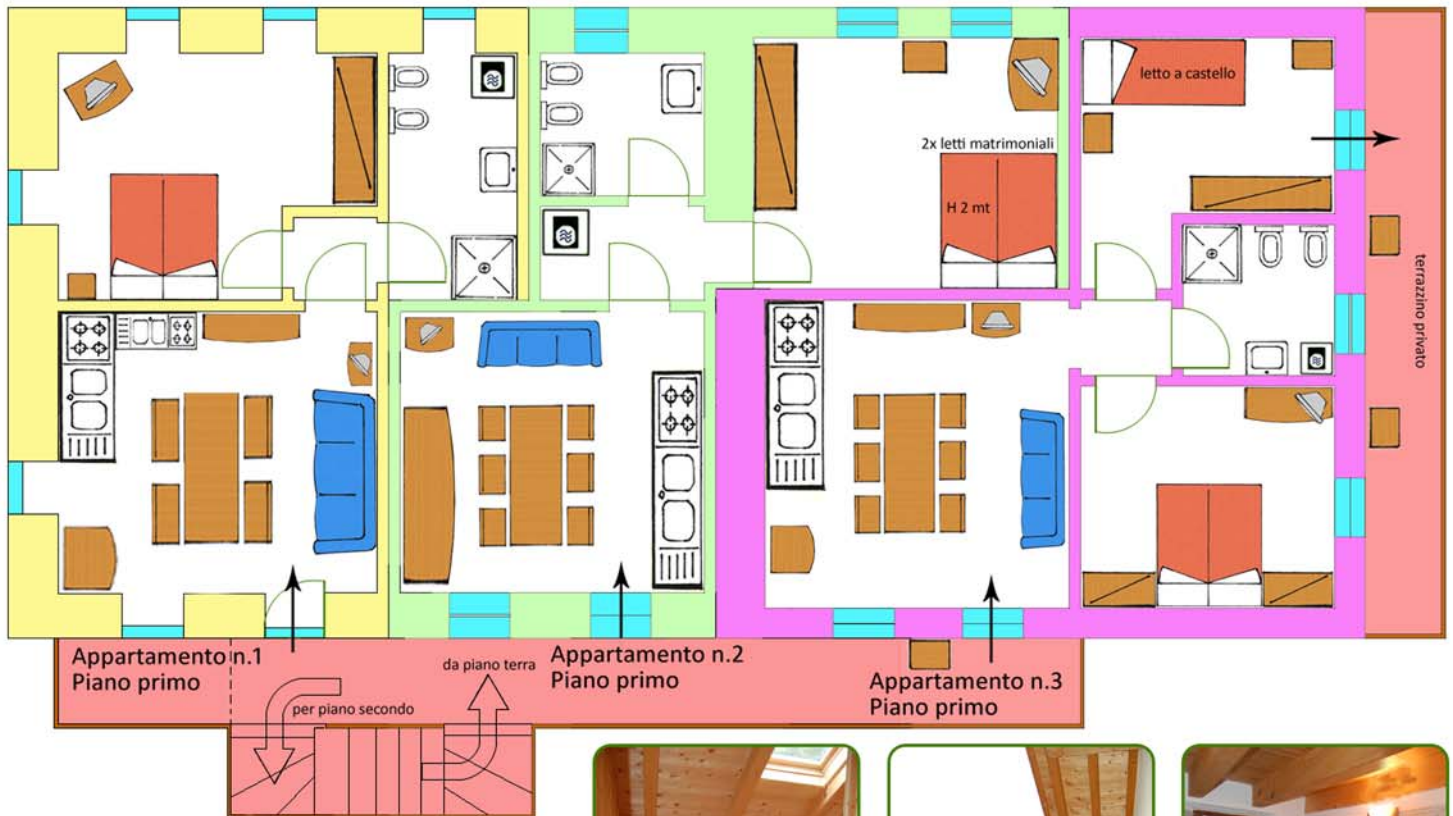 letto a castello
2x letti matrimoniali
H 2 mt
terrazzino privato
Appartamento n.1
Piano primo
da piano terra
per piano secondo
Appartamento n.2
Piano primo
Appartamento n.3
Piano primo